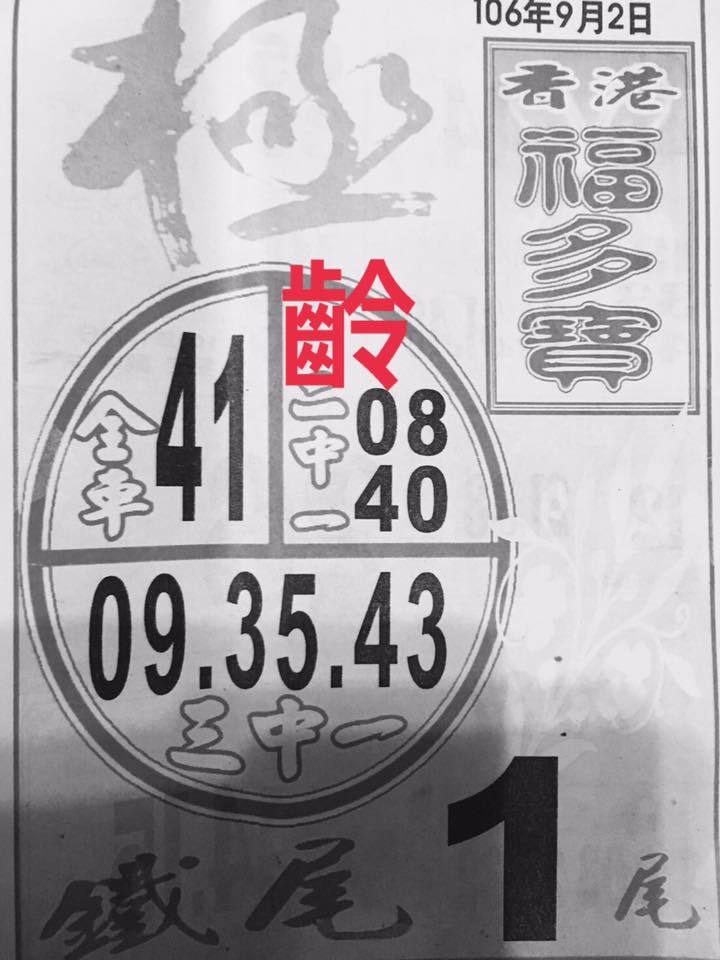 106年9月2日
極
香港
福多寶
齡
全車
41
二中一
08
40
09.35.43
三中一
鐵尾1尾